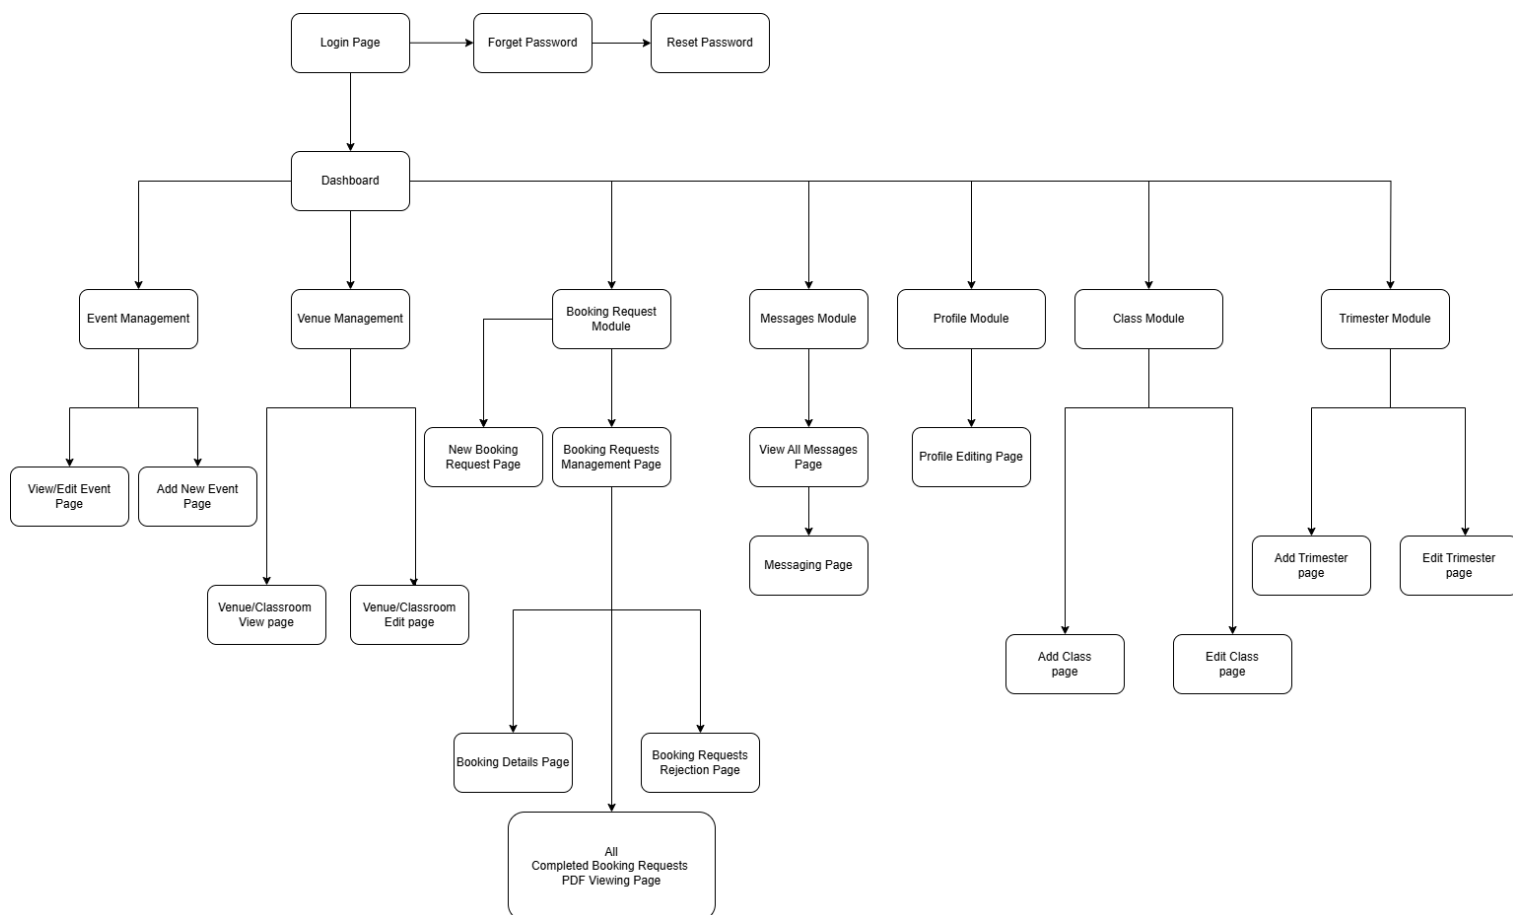 Login Page
Forget Password
Reset Password
Dashboard
Event Management
Venue Management
Booking Request
Module
Messages Module
Profile Module
Class Module
Trimester Module
New Booking
Request Page
Booking Requests
Management Page
View All Messages
Page
Profile Editing Page
View/Edit Event
Page
Add New Event
Page
Messaging Page
Add Trimester
page
Edit Trimester
page
Venue/Classroom
View page
Venue/Classroom
Edit page
Add Class
page
Edit Class
page
Booking Details Page
Booking Requests
Rejection Page
All
Completed Booking Requests
PDF Viewing Page